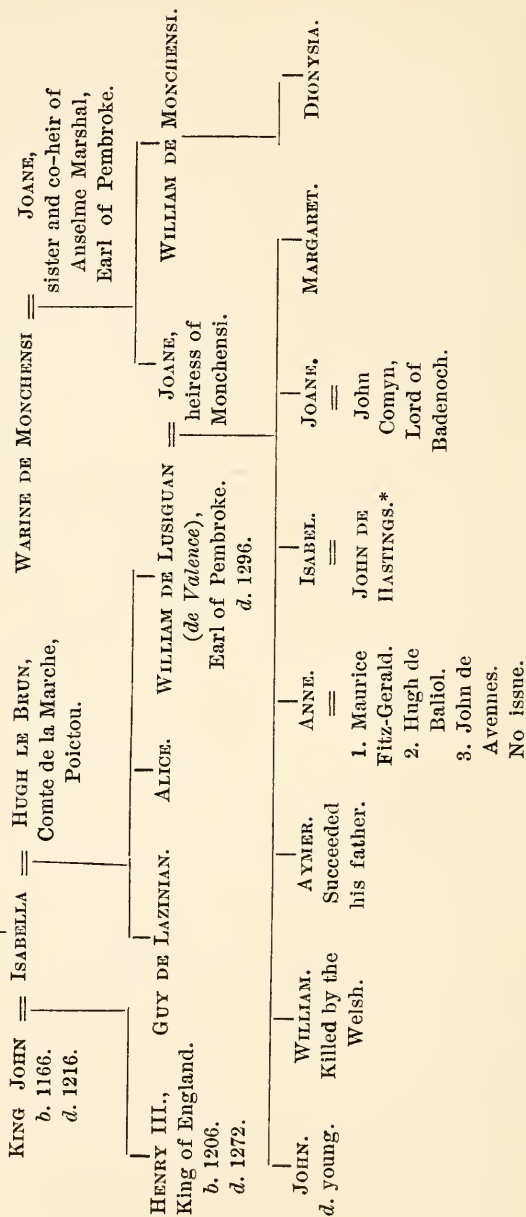 KING JOHN = ISABELLA = HUGH LE BRUN,
b. 1166.
d. 1216.
Comte de la Marche,
Poictou.
WARINE DE MONCHENSI = JOANE,
sister and co-heir of
Anselme Marshal,
Earl of Pembroke.
HENRY III.,
King of England.
b. 1206.
d. 1272.
GUY DE LAZINIAN.
ALICE.
WILLIAM DE LUSIGUAN
(de Valence),
Earl of Pembroke.
d. 1296.
= JOANE,
heiress of
Monchensi.
WILLIAM DE MONCHENSI.
JOHN.
d. young.
WILLIAM.
Killed by the
Welsh.
AYMER.
Succeeded
his father.
ANNE.
=
1. Maurice
Fitz-Gerald.
2. Hugh de
Baliol.
3. John de
Avennes.
No issue.
ISABEL.
=
JOHN DE
HASTINGS.*
JOANE.
=
John
Comyn,
Lord of
Badenoch.
MARGARET.
DIONYSIA.